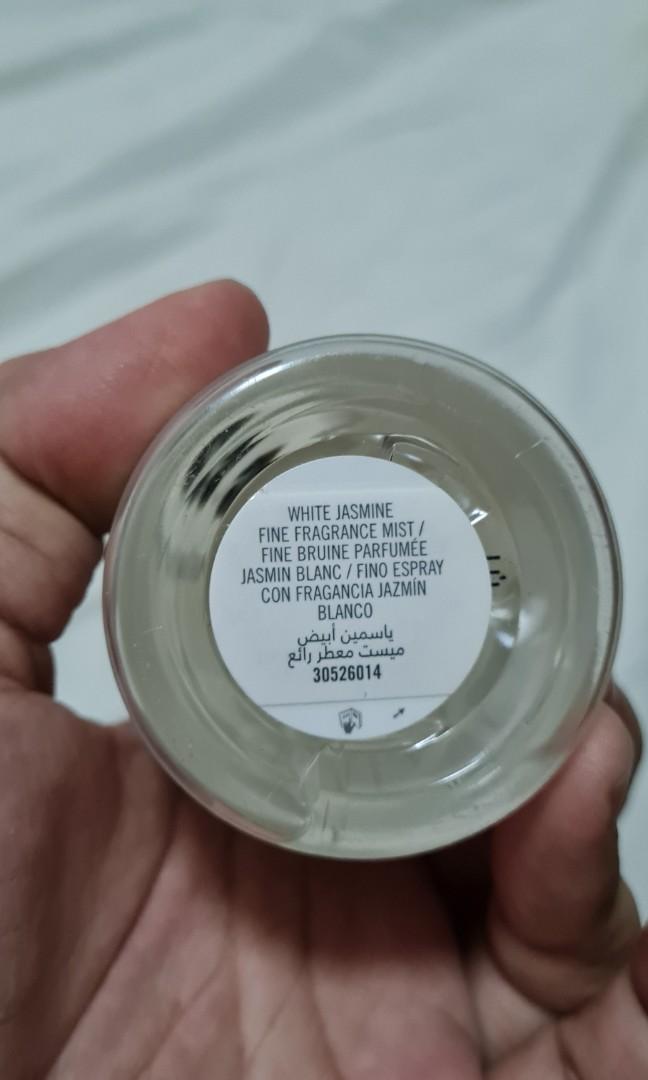 WHITE JASMINE
FINE FRAGRANCE MIST /
FINE BRUINE PARFUMÉE
JASMIN BLANC / FINO ESPRAY
CON FRAGANCIA JAZMÍN
BLANCO
ياسمين أبيض
ميست معطر رائع
30526014